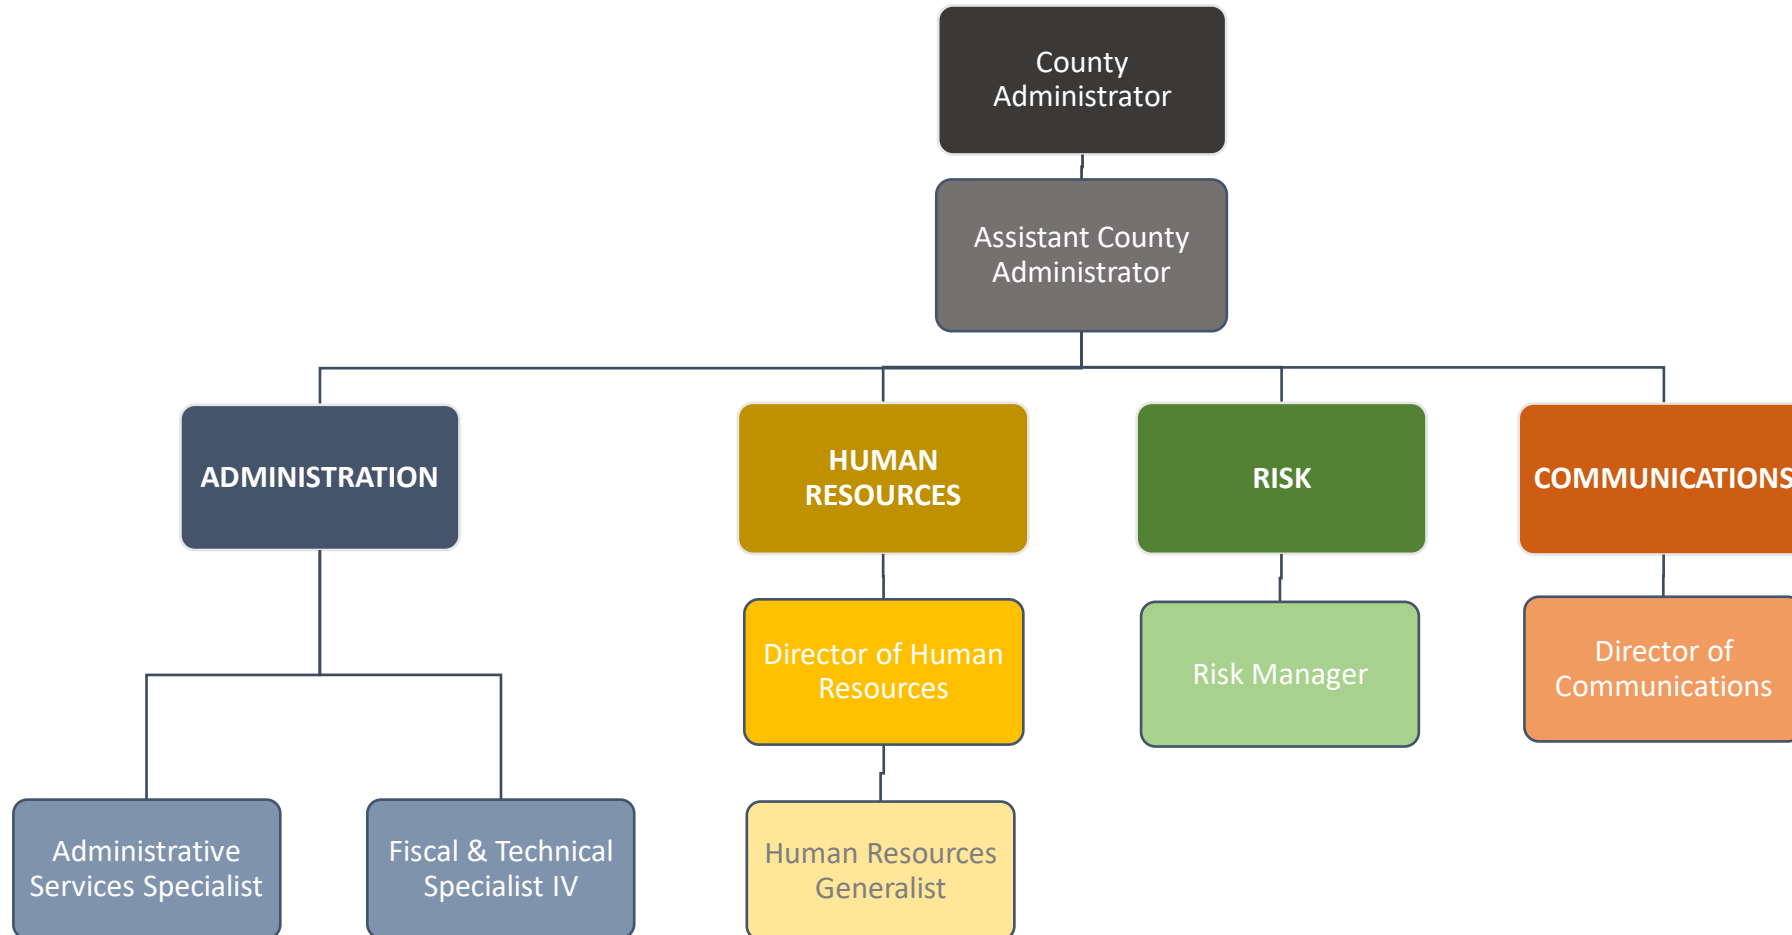 County
Administrator
Assistant County
Administrator
ADMINISTRATION
HUMAN
RESOURCES
RISK
COMMUNICATIONS
Director of Human
Resources
Risk Manager
Director of
Communications
Administrative
Services Specialist
Fiscal & Technical
Specialist IV
Human Resources
Generalist